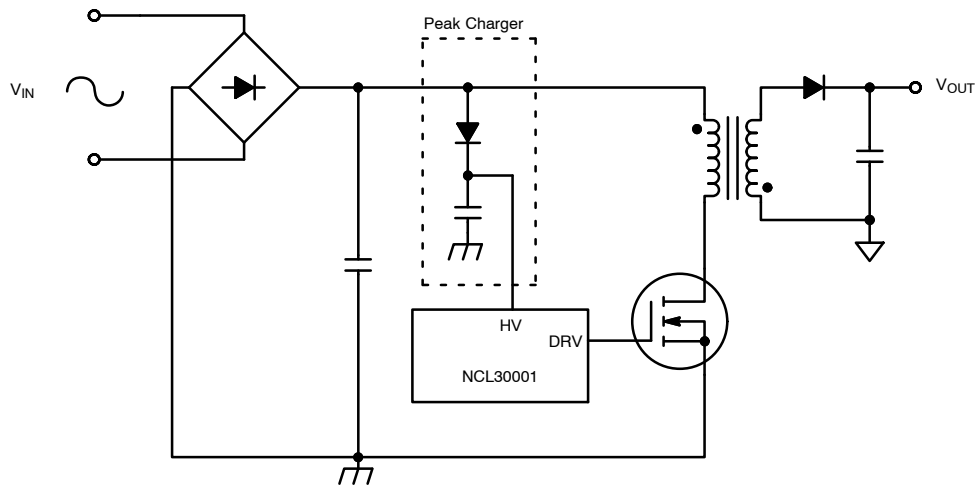 Peak Charger
VIN
VOUT
HV
DRV
NCL30001